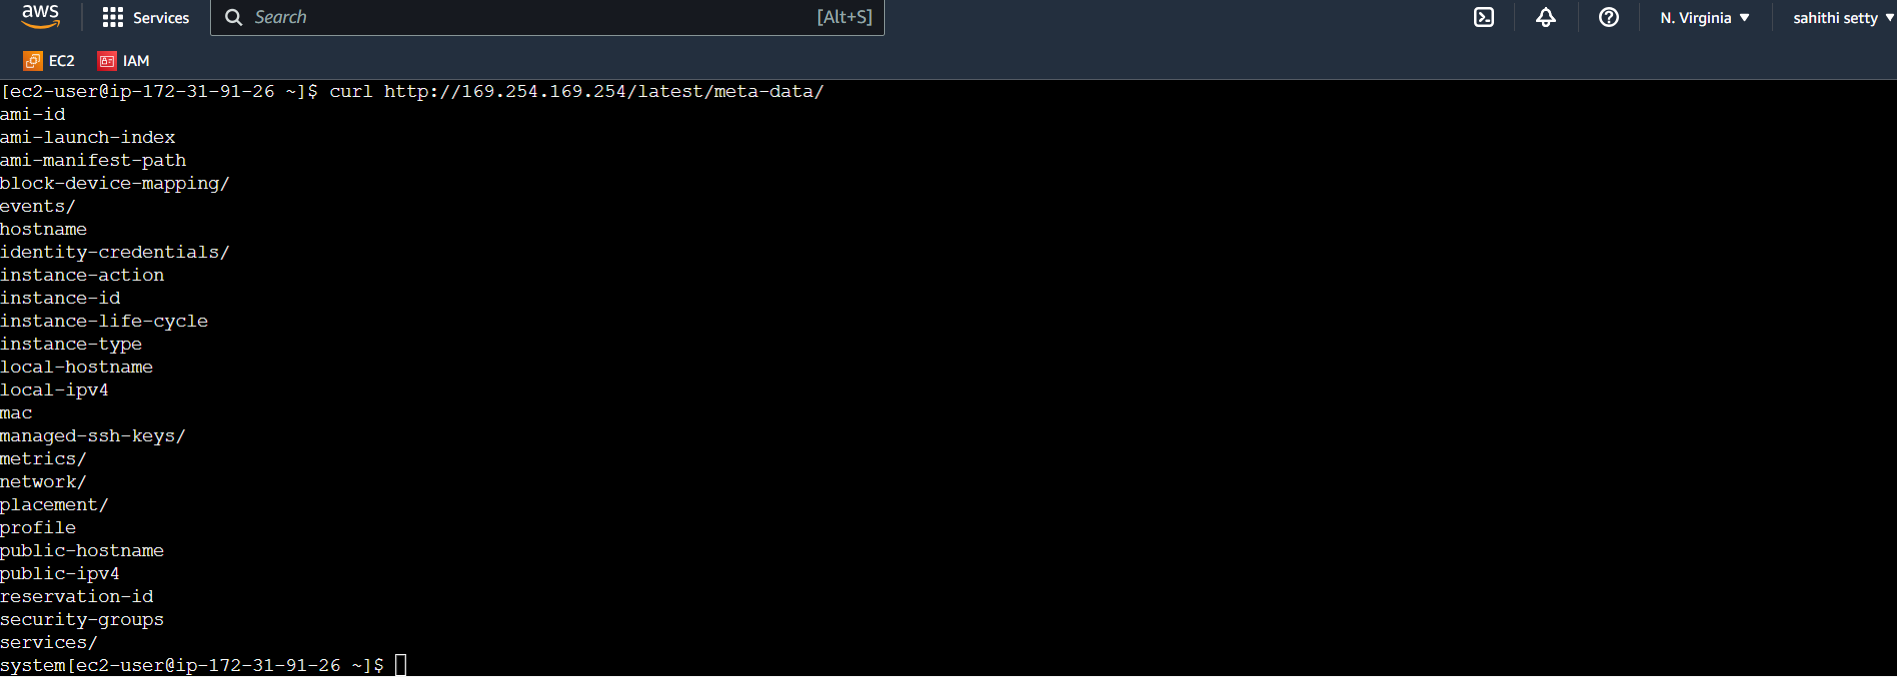 aws Services Search [Alt+S] N. Virginia sahithi setty
EC2 IAM
[ec2-user@ip-172-31-91-26 ~]$ curl http://169.254.169.254/latest/meta-data/
ami-id
ami-launch-index
ami-manifest-path
block-device-mapping/
events/
hostname
identity-credentials/
instance-action
instance-id
instance-life-cycle
instance-type
local-hostname
local-ipv4
mac
managed-ssh-keys/
metrics/
network/
placement/
profile
public-hostname
public-ipv4
reservation-id
security-groups
services/
system[ec2-user@ip-172-31-91-26 ~]$